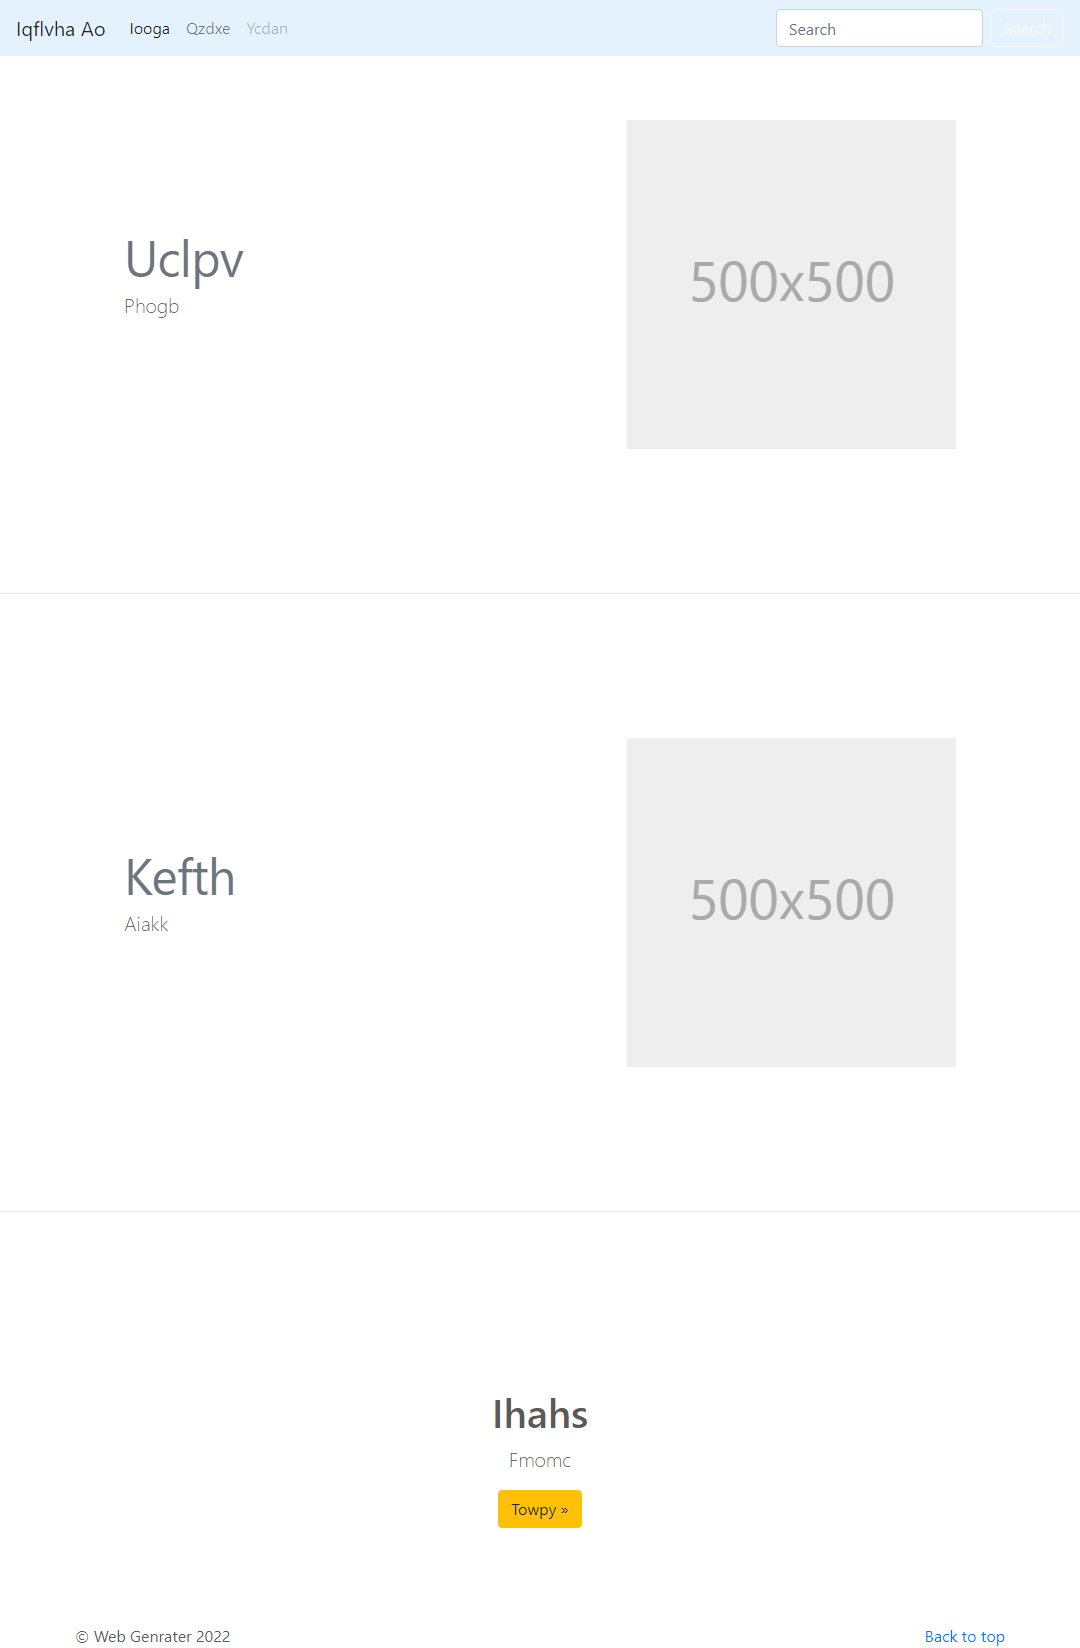 Iqflvha Ao Iooga Qzdxe Ycdan Search Search
Uclpv
Phogb
500x500
Kefth
Aiakk
500x500
Ihahs
Fmomc
Towpy »
© Web Genrater 2022 Back to top